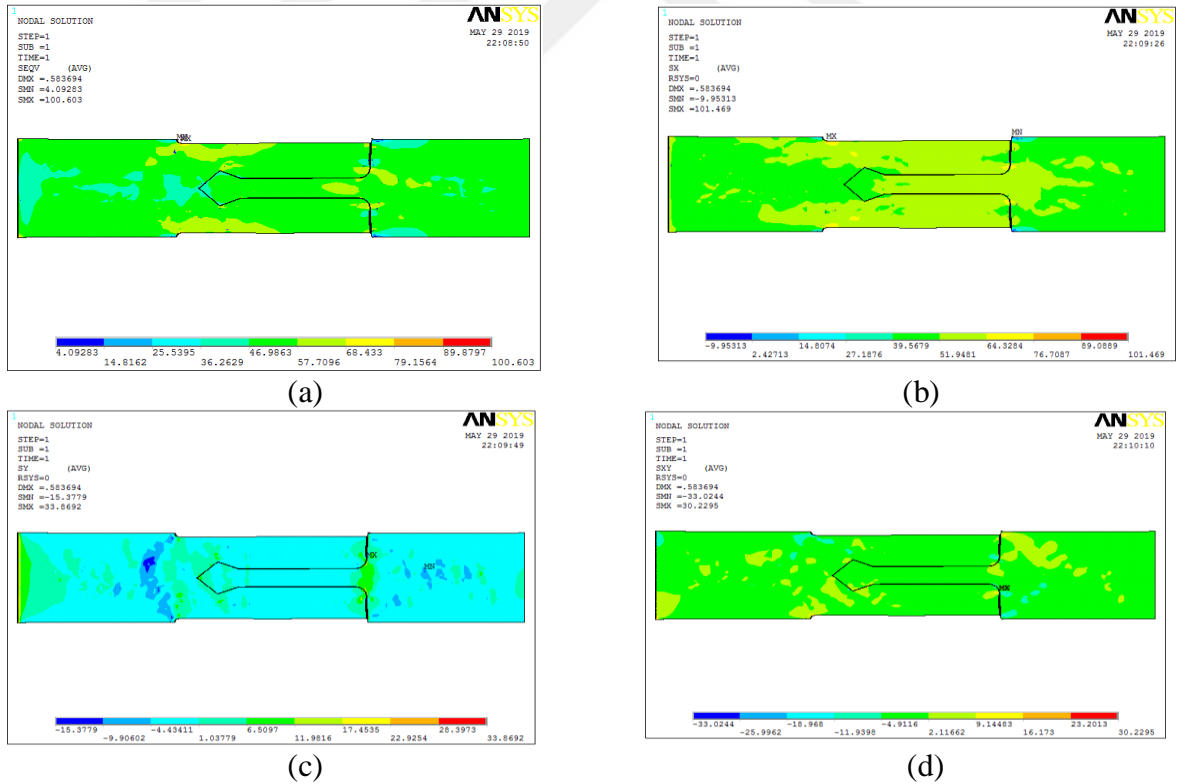 1
ANSYS
NODAL SOLUTION
MAY 29 2019
22:08:50
STEP=1
SUB =1
TIME=1
SEQV (AVG)
DMX =.583694
SMN =4.09283
SMX =100.603
MX
4.09283 25.5395 46.9863 68.433 89.8797
14.8162 36.2629 57.7096 79.1564 100.603
(a)
1
ANSYS
NODAL SOLUTION
MAY 29 2019
22:09:26
STEP=1
SUB =1
TIME=1
SX (AVG)
RSYS=0
DMX =.583694
SMN =-9.95313
SMX =101.469
MX MN
-9.95313 14.8074 39.5679 64.3284 89.0889
2.42713 27.1876 51.9481 76.7087 101.469
(b)
1
ANSYS
NODAL SOLUTION
MAY 29 2019
22:09:49
STEP=1
SUB =1
TIME=1
SY (AVG)
RSYS=0
DMX =.583694
SMN =-15.3779
SMX =33.8692
MX
MN
-15.3779 -4.43411 6.5097 17.4535 28.3973
-9.90602 1.03779 11.9816 22.9254 33.8692
(c)
1
ANSYS
NODAL SOLUTION
MAY 29 2019
22:10:10
STEP=1
SUB =1
TIME=1
SXY (AVG)
RSYS=0
DMX =.583694
SMN =-33.0244
SMX =30.2295
-33.0244 -18.968 -4.9116 9.14483 23.2013
-25.9962 -11.9398 2.11662 16.173 30.2295
(d)